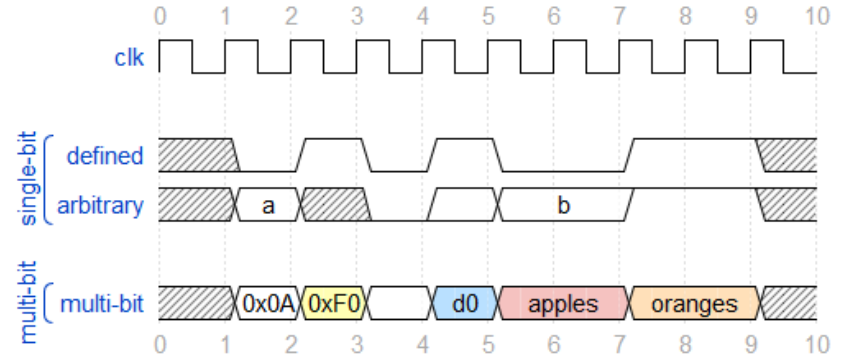 0 1 2 3 4 5 6 7 8 9 10
clk
single-bit
defined
arbitrary a b
multi-bit
multi-bit 0x0A 0xF0 d0 apples oranges
0 1 2 3 4 5 6 7 8 9 10